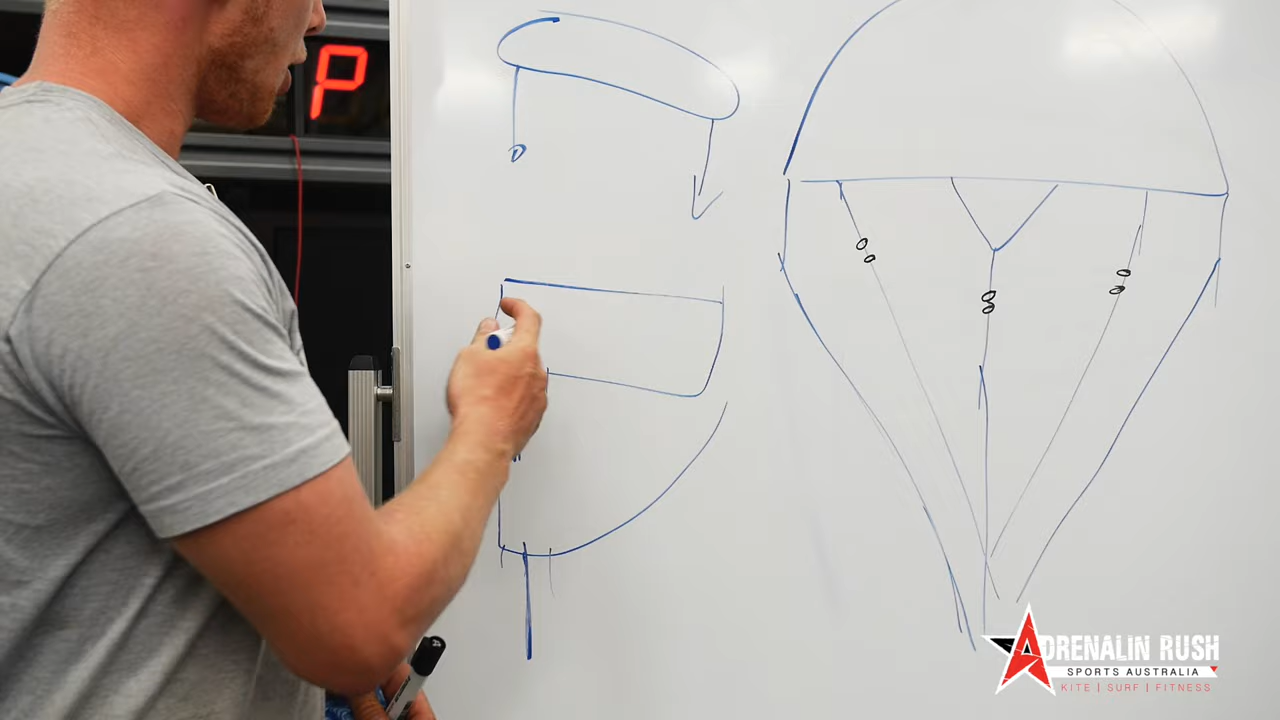 P
ADRENALIN RUSH
SPORTS AUSTRALIA
KITE | SURF | FITNESS